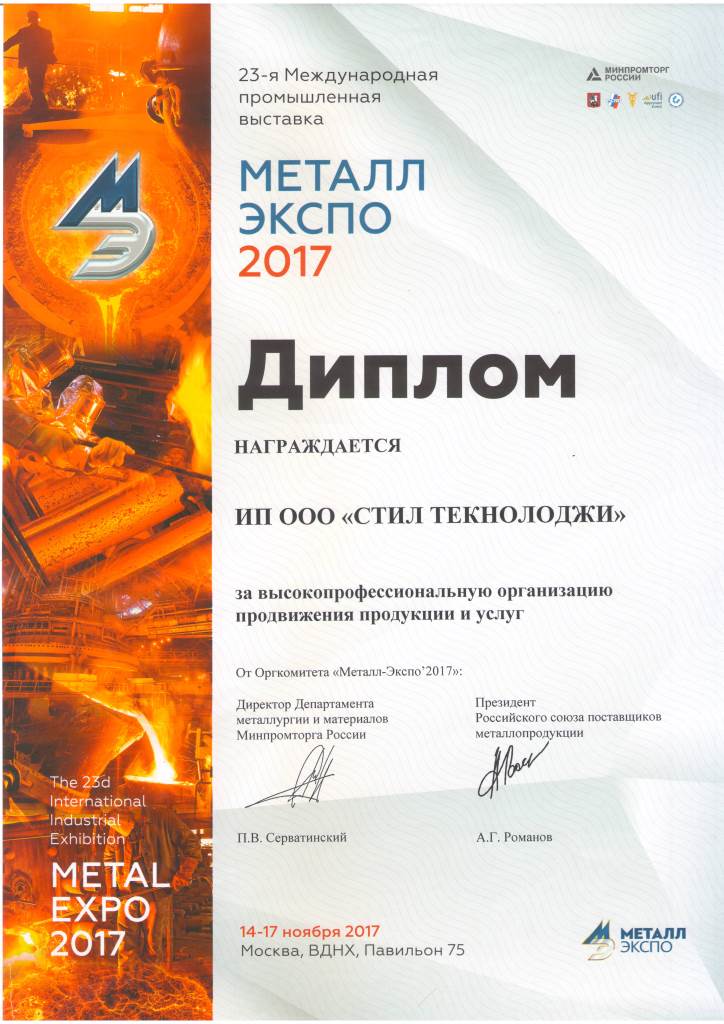 23-я Международная
промышленная
выставка
МИНПРОМТОРГ
РОССИИ
ufi
МЭ
МЕТАЛЛ
ЭКСПО
2017
Диплом
НАГРАЖДАЕТСЯ
ИП ООО «СТИЛ ТЕКНОЛОДЖИ»
за высокопрофессиональную организацию
продвижения продукции и услуг
От Оргкомитета «Металл-Экспо’2017»:
Директор Департамента
металлургии и материалов
Минпромторга России
Президент
Российского союза поставщиков
металлопродукции
П.В. Серватинский
А.Г. Романов
The 23d
International
Industrial
Exhibition
METAL
EXPO
2017
14-17 ноября 2017
Москва, ВДНХ, Павильон 75
МЭ
МЕТАЛЛ
ЭКСПО